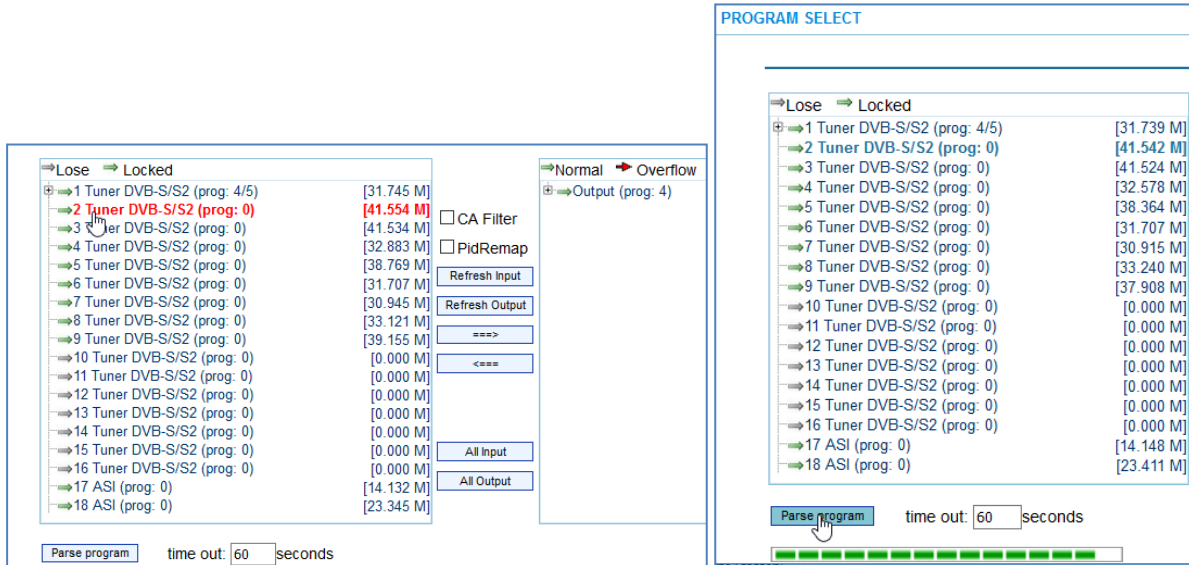 Lose Locked
1 Tuner DVB-S/S2 (prog: 4/5) [31.745 M]
2 Tuner DVB-S/S2 (prog: 0) [41.554 M]
3 Tuner DVB-S/S2 (prog: 0) [41.534 M]
4 Tuner DVB-S/S2 (prog: 0) [32.883 M]
5 Tuner DVB-S/S2 (prog: 0) [38.769 M]
6 Tuner DVB-S/S2 (prog: 0) [31.707 M]
7 Tuner DVB-S/S2 (prog: 0) [30.945 M]
8 Tuner DVB-S/S2 (prog: 0) [33.121 M]
9 Tuner DVB-S/S2 (prog: 0) [39.155 M]
10 Tuner DVB-S/S2 (prog: 0) [0.000 M]
11 Tuner DVB-S/S2 (prog: 0) [0.000 M]
12 Tuner DVB-S/S2 (prog: 0) [0.000 M]
13 Tuner DVB-S/S2 (prog: 0) [0.000 M]
14 Tuner DVB-S/S2 (prog: 0) [0.000 M]
15 Tuner DVB-S/S2 (prog: 0) [0.000 M]
16 Tuner DVB-S/S2 (prog: 0) [0.000 M]
17 ASI (prog: 0) [14.132 M]
18 ASI (prog: 0) [23.345 M]
CA Filter
PidRemap
Refresh Input
Refresh Output
===>
<===
All Input
All Output
Normal Overflow
Output (prog: 4)
Parse program time out: 60 seconds
PROGRAM SELECT
Lose Locked
1 Tuner DVB-S/S2 (prog: 4/5) [31.739 M]
2 Tuner DVB-S/S2 (prog: 0) [41.542 M]
3 Tuner DVB-S/S2 (prog: 0) [41.524 M]
4 Tuner DVB-S/S2 (prog: 0) [32.578 M]
5 Tuner DVB-S/S2 (prog: 0) [38.364 M]
6 Tuner DVB-S/S2 (prog: 0) [31.707 M]
7 Tuner DVB-S/S2 (prog: 0) [30.915 M]
8 Tuner DVB-S/S2 (prog: 0) [33.240 M]
9 Tuner DVB-S/S2 (prog: 0) [37.908 M]
10 Tuner DVB-S/S2 (prog: 0) [0.000 M]
11 Tuner DVB-S/S2 (prog: 0) [0.000 M]
12 Tuner DVB-S/S2 (prog: 0) [0.000 M]
13 Tuner DVB-S/S2 (prog: 0) [0.000 M]
14 Tuner DVB-S/S2 (prog: 0) [0.000 M]
15 Tuner DVB-S/S2 (prog: 0) [0.000 M]
16 Tuner DVB-S/S2 (prog: 0) [0.000 M]
17 ASI (prog: 0) [14.148 M]
18 ASI (prog: 0) [23.411 M]
Parse program time out: 60 seconds